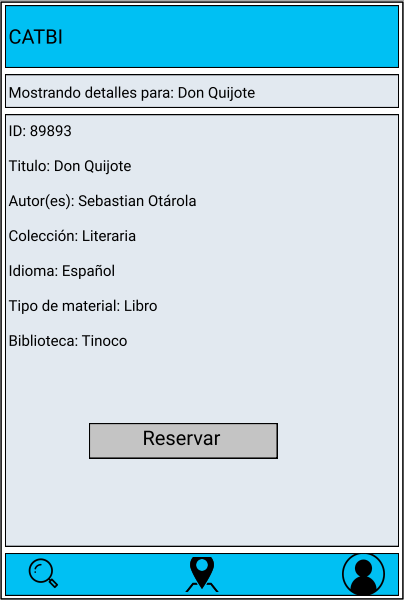 CATBI
Mostrando detalles para: Don Quijote
ID: 89893
Titulo: Don Quijote
Autor(es): Sebastian Otárola
Colección: Literaria
Idioma: Español
Tipo de material: Libro
Biblioteca: Tinoco
Reservar